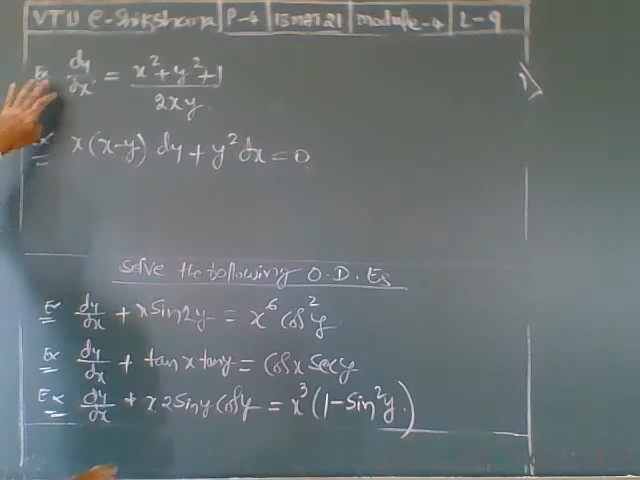 VTU e-Shikshana P-4 15MAT21 module-4 L-9
Ex dy/dx = (x²+y²+1)/(2xy)
Ex x(x-y) dy + y² dx = 0
solve the following O.D.Es
Ex dy/dx + x sin2y = x⁶ cos²y
Ex dy/dx + tanx tany = cosx secy
Ex dy/dx + x 2siny cosy = x³(1-sin²y)